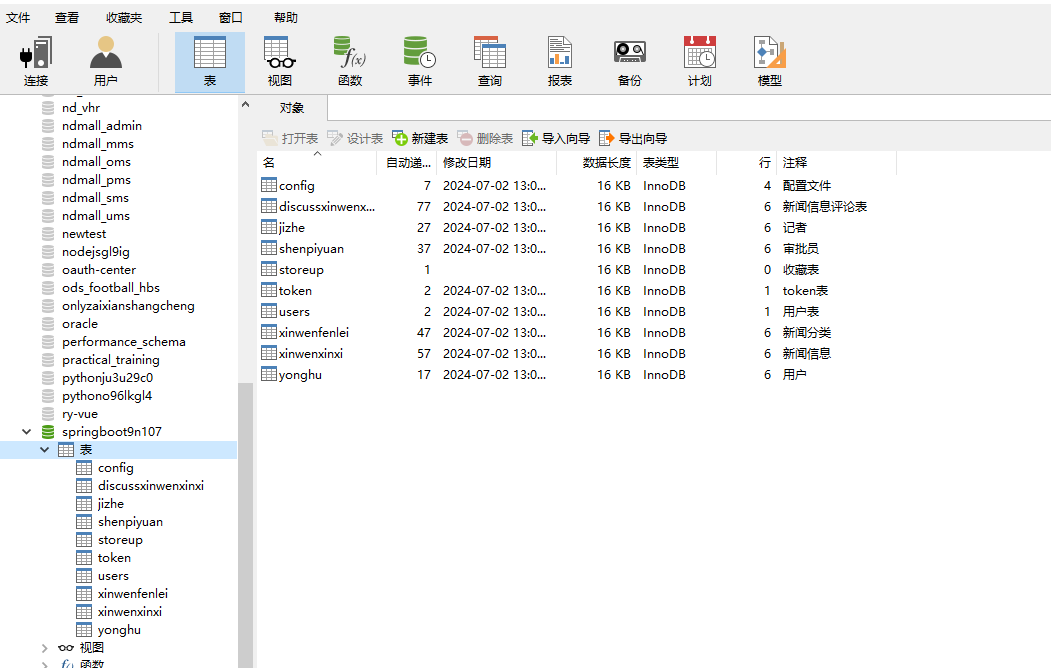 文件 查看 收藏夹 工具 窗口 帮助
连接 用户 表 视图 函数 事件 查询 报表 备份 计划 模型
nd_vhr
ndmall_admin
ndmall_mms
ndmall_oms
ndmall_pms
ndmall_sms
ndmall_ums
newtest
nodejsgl9ig
oauth-center
ods_football_hbs
onlyzaixianshangcheng
oracle
performance_schema
practical_training
pythonju3u29c0
pythono96lkgl4
ry-vue
springboot9n107
表
config
discussxinwenxinxi
jizhe
shenpiyuan
storeup
token
users
xinwenfenlei
xinwenxinxi
yonghu
视图
函数
对象
打开表 设计表 新建表 删除表 导入向导 导出向导
名 自动递... 修改日期 数据长度 表类型 行 注释
config 7 2024-07-02 13:0... 16 KB InnoDB 4 配置文件
discussxinwenx... 77 2024-07-02 13:0... 16 KB InnoDB 6 新闻信息评论表
jizhe 27 2024-07-02 13:0... 16 KB InnoDB 6 记者
shenpiyuan 37 2024-07-02 13:0... 16 KB InnoDB 6 审批员
storeup 1 16 KB InnoDB 0 收藏表
token 2 2024-07-02 13:0... 16 KB InnoDB 1 token表
users 2 2024-07-02 13:0... 16 KB InnoDB 1 用户表
xinwenfenlei 47 2024-07-02 13:0... 16 KB InnoDB 6 新闻分类
xinwenxinxi 57 2024-07-02 13:0... 16 KB InnoDB 6 新闻信息
yonghu 17 2024-07-02 13:0... 16 KB InnoDB 6 用户